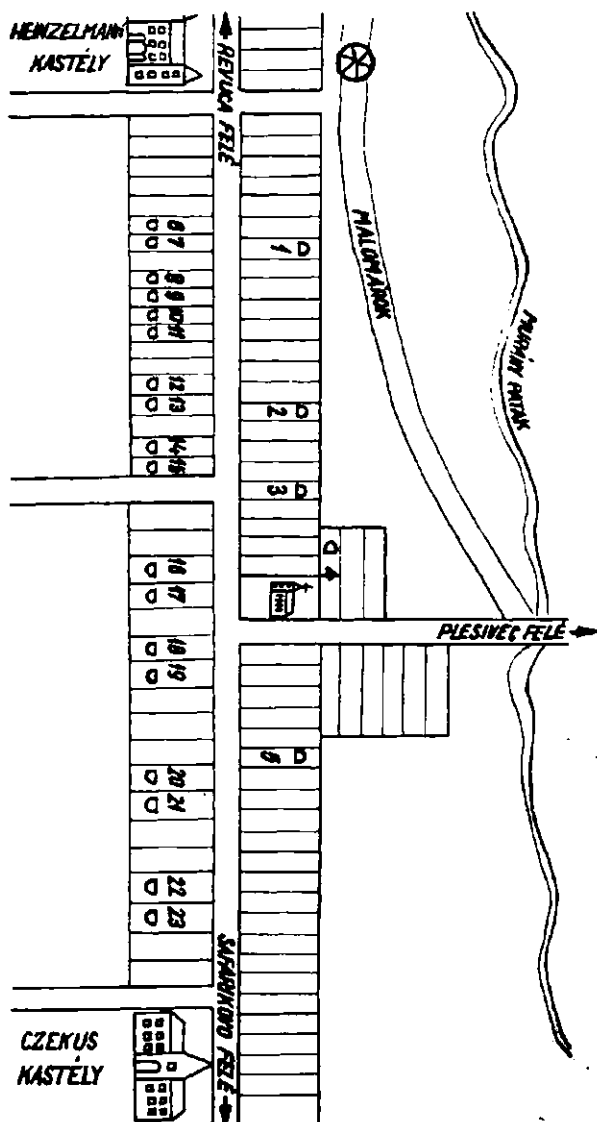 HEINZELMANN
KASTÉLY
REVUCA FELÉ
MALOMÁROK
MURÁNY PATAK
6
7
1
8
9
10
11
12
13
2
14
15
3
16
4
17
PLESIVEC FELÉ
18
19
5
20
21
22
23
SAFARIKOVO FELÉ
CZEKUS
KASTÉLY